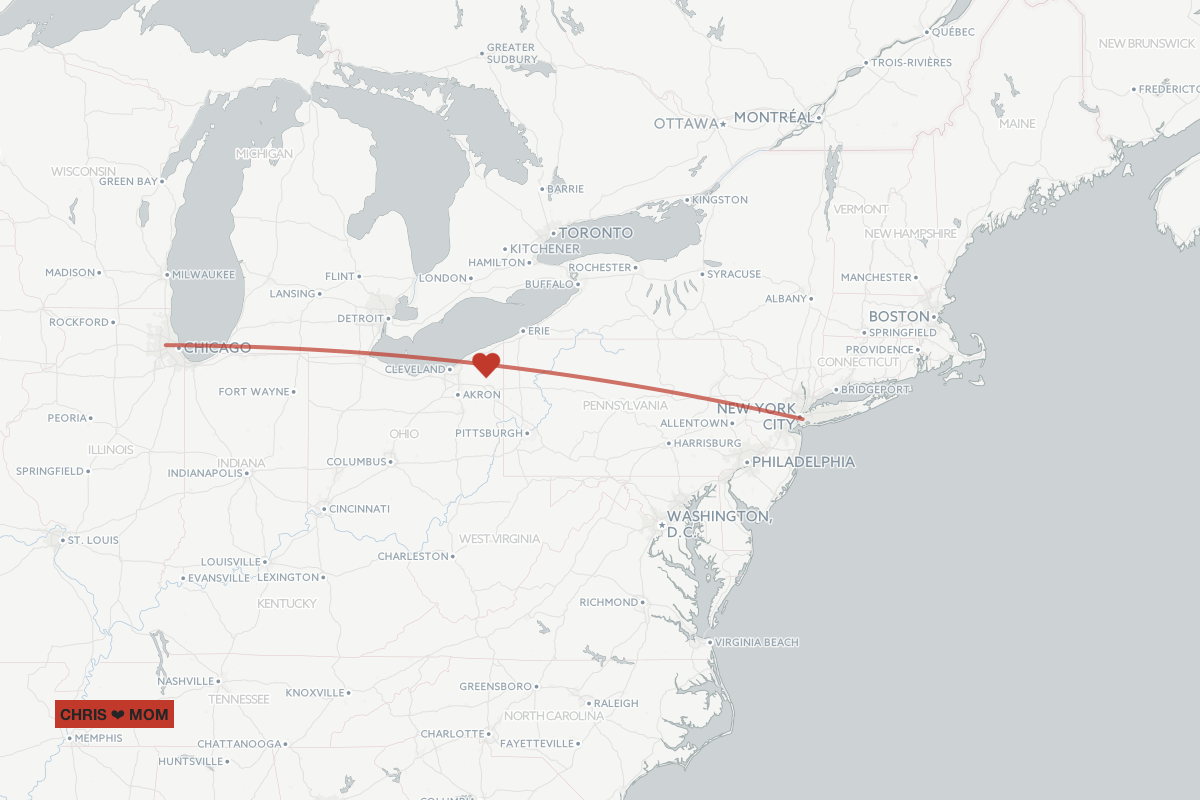 QUÉBEC
NEW BRUNSWICK
GREATER
SUDBURY
TROIS-RIVIÈRES
FREDERICTO
OTTAWA
MONTRÉAL
MAINE
MICHIGAN
WISCONSIN
GREEN BAY
BARRIE
KINGSTON
VERMONT
TORONTO
NEW HAMPSHIRE
KITCHENER
HAMILTON
ROCHESTER
MADISON
MILWAUKEE
FLINT
LONDON
SYRACUSE
MANCHESTER
BUFFALO
LANSING
ALBANY
ROCKFORD
DETROIT
BOSTON
ERIE
SPRINGFIELD
CHICAGO
PROVIDENCE
CONNECTICUT
CLEVELAND
FORT WAYNE
AKRON
BRIDGEPORT
PENNSYLVANIA
NEW YORK
CITY
PEORIA
ALLENTOWN
OHIO
PITTSBURGH
HARRISBURG
ILLINOIS
INDIANA
COLUMBUS
PHILADELPHIA
SPRINGFIELD
INDIANAPOLIS
CINCINNATI
WASHINGTON,
D.C.
ST. LOUIS
WEST VIRGINIA
CHARLESTON
LOUISVILLE
EVANSVILLE
LEXINGTON
KENTUCKY
RICHMOND
VIRGINIA BEACH
NASHVILLE
GREENSBORO
KNOXVILLE
TENNESSEE
RALEIGH
CHRIS ❤ MOM
NORTH CAROLINA
MEMPHIS
CHARLOTTE
CHATTANOOGA
FAYETTEVILLE
HUNTSVILLE